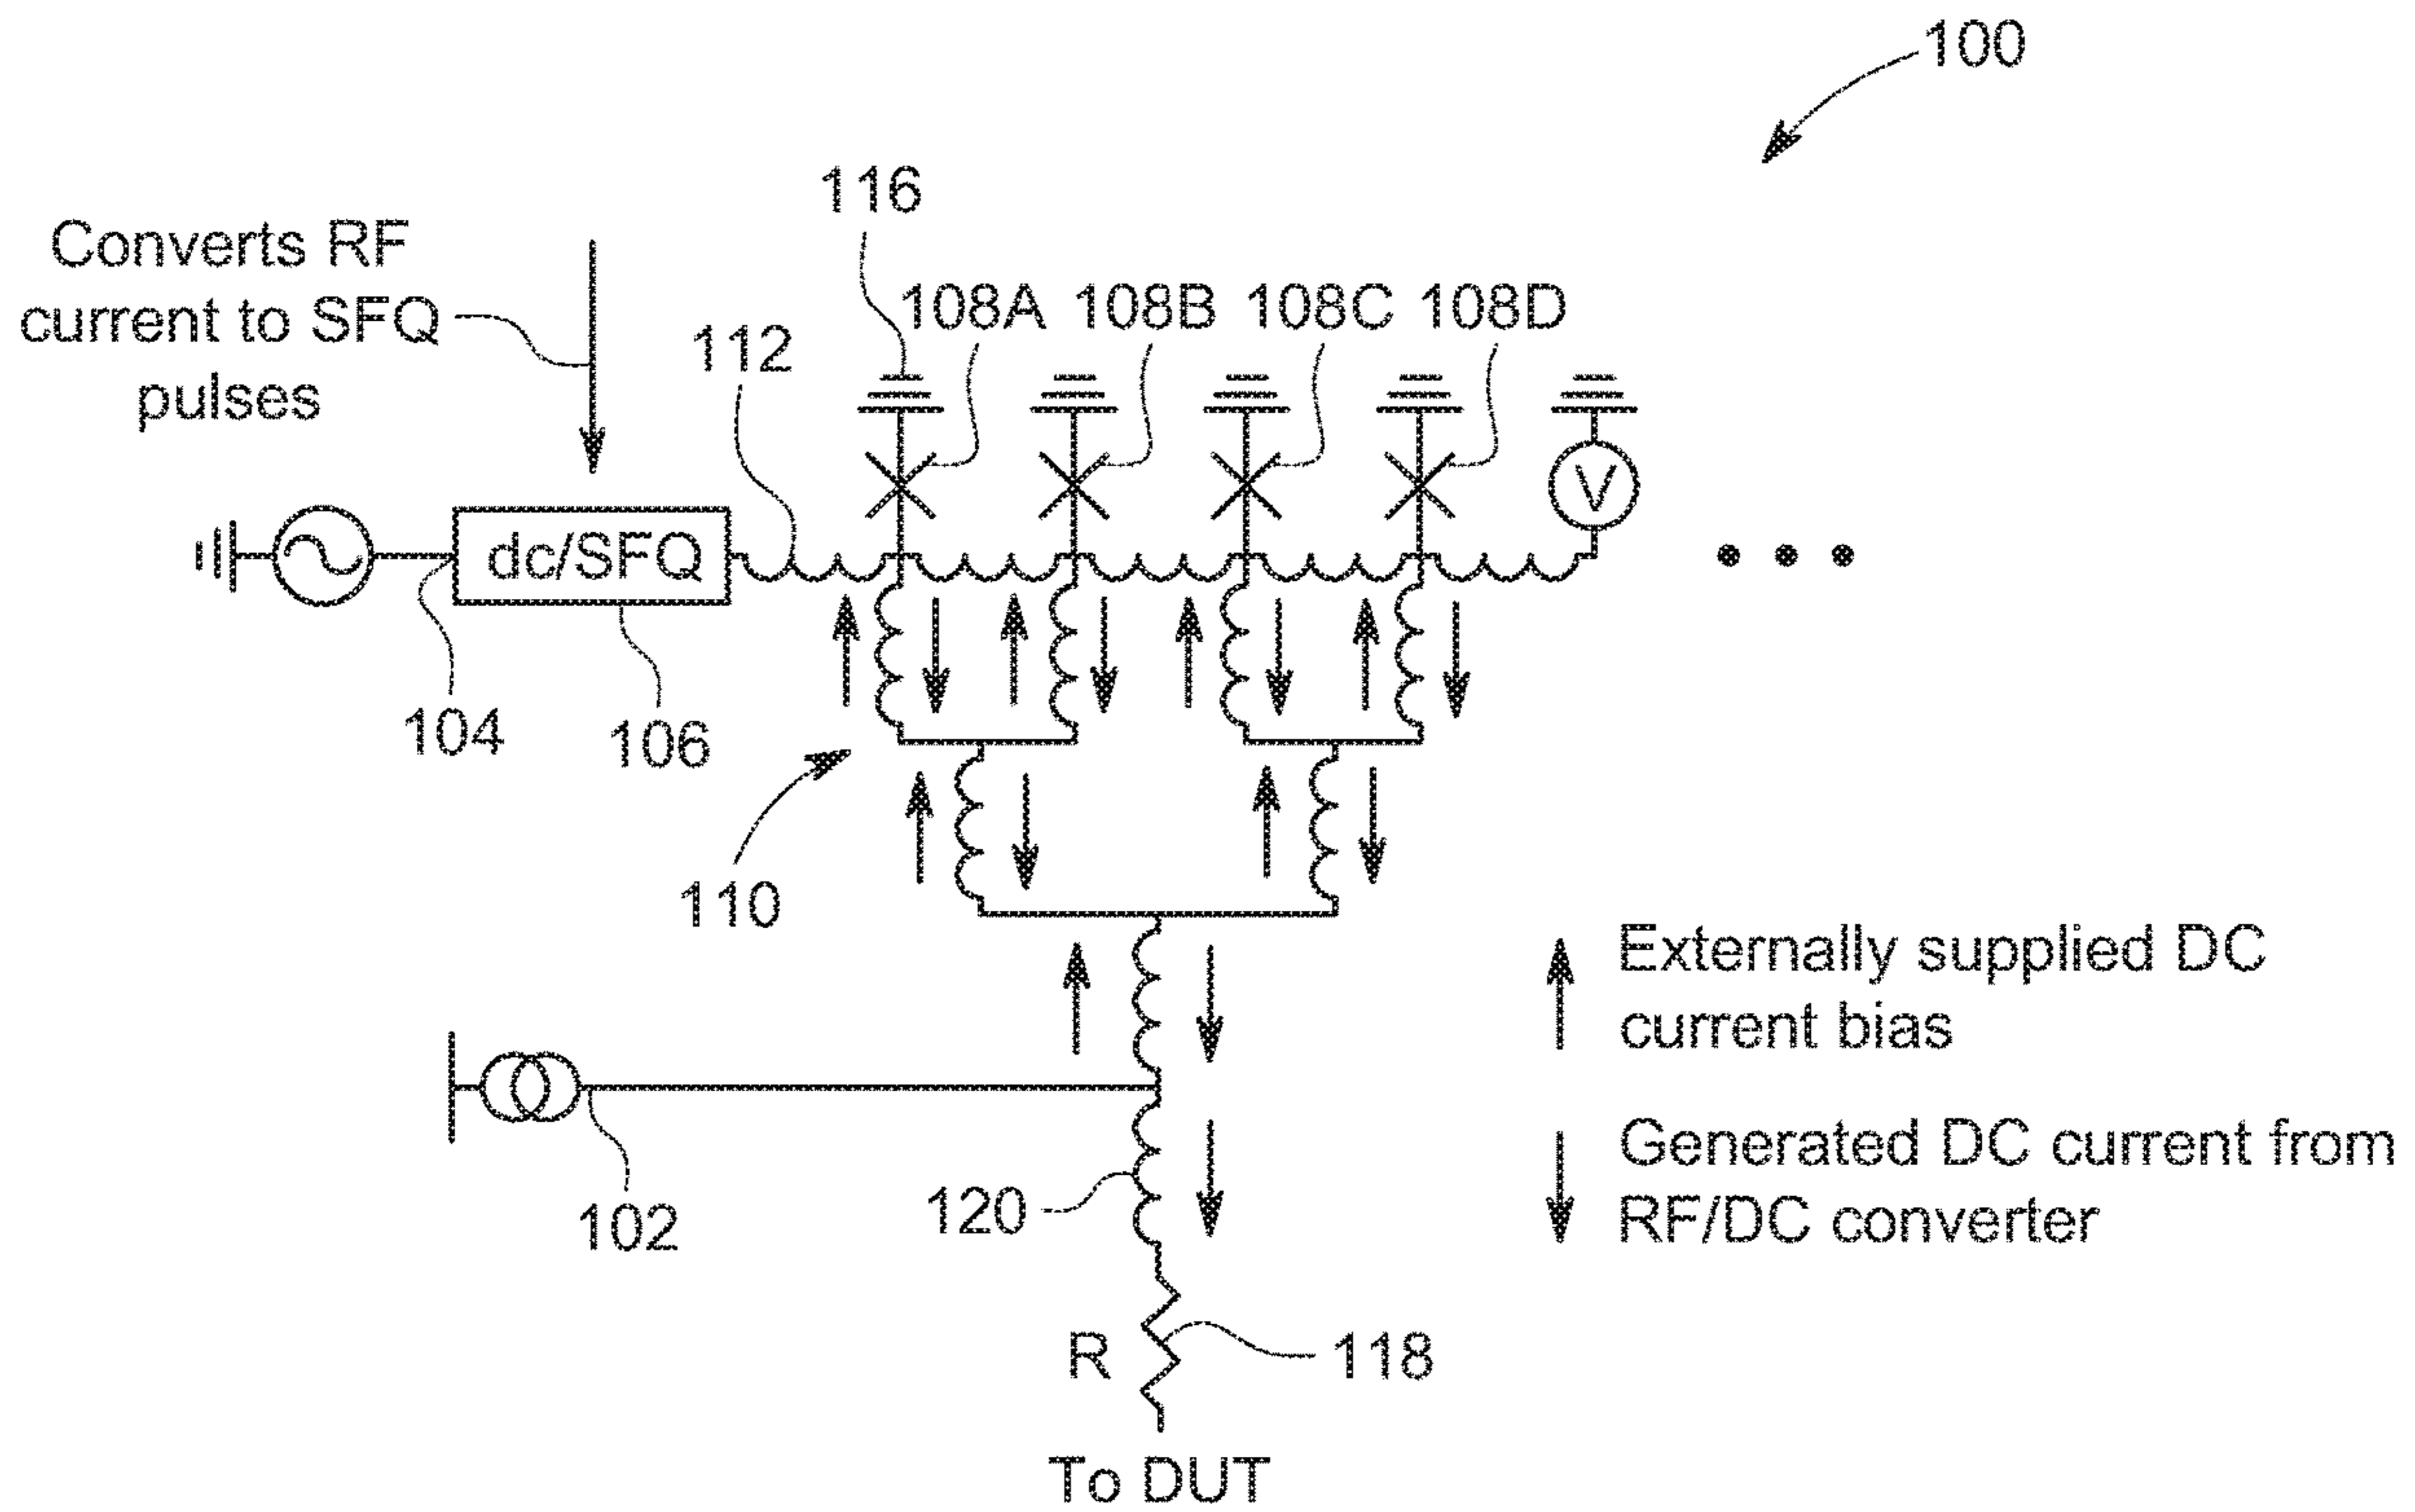 100
116
Converts RF
current to SFQ
pulses
108A 108B 108C 108D
112
V
dc/SFQ
104
106
110
Externally supplied DC
current bias
Generated DC current from
RF/DC converter
102
120
R
118
To DUT